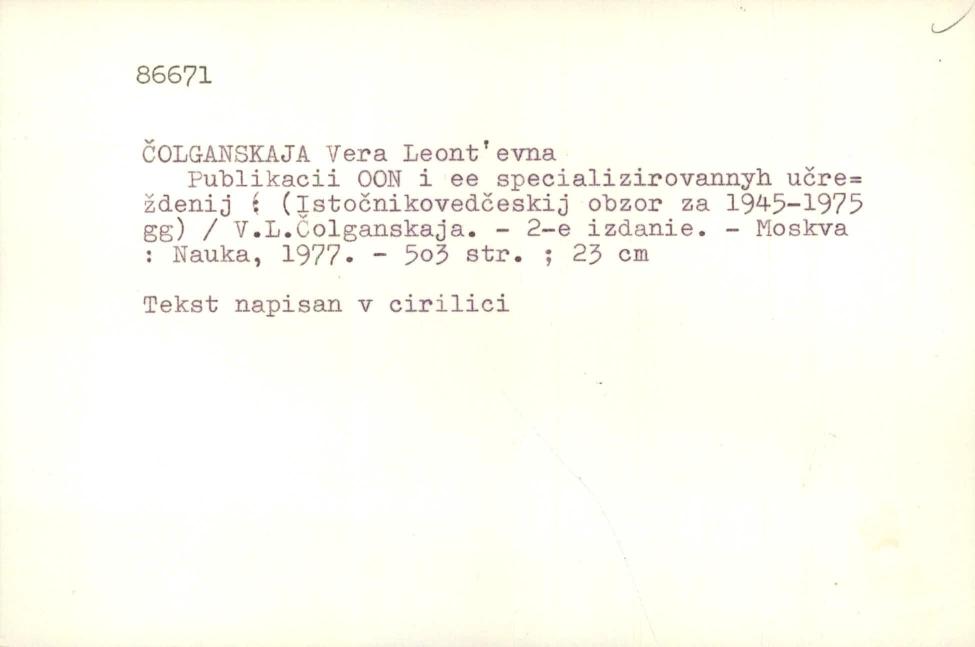 86671
ČOLGANSKAJA Vera Leont'evna
Publikacii OON i ee specializirovannyh učre=
ždenij : (Istočnikovedčeskij obzor za 1945-1975
gg) / V.L.Čolganskaja. - 2-e izdanie. - Moskva
: Nauka, 1977. - 5o3 str. ; 23 cm
Tekst napisan v cirilici